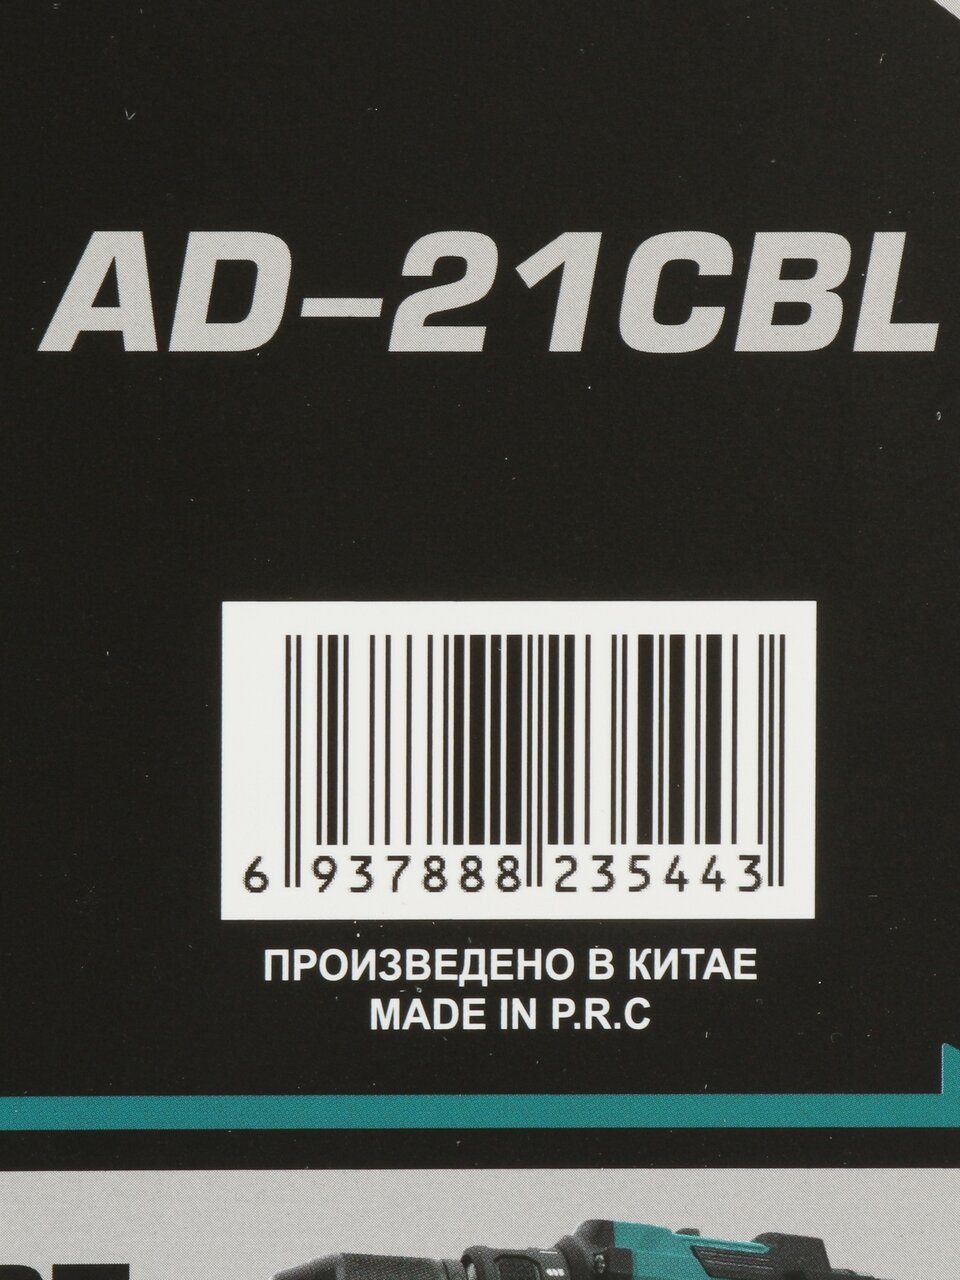 AD-21CBL
6 937888 235443
ПРОИЗВЕДЕНО В КИТАЕ
MADE IN P.R.C